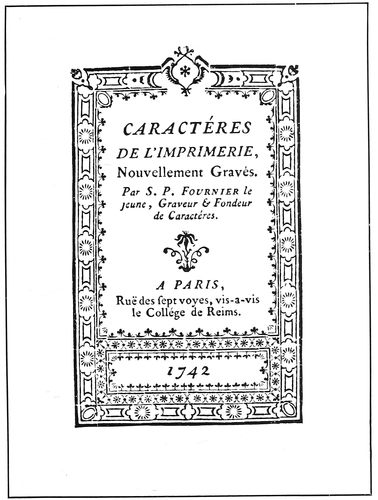 CARACTÉRES
DE L'IMPRIMERIE,
Nouvellement Gravés.
Par S. P. FOURNIER le
jeune, Graveur & Fondeur
de Caractéres.
A PARIS,
Ruë des ſept voyes, vis-a-vis
le Collége de Reims.
1742